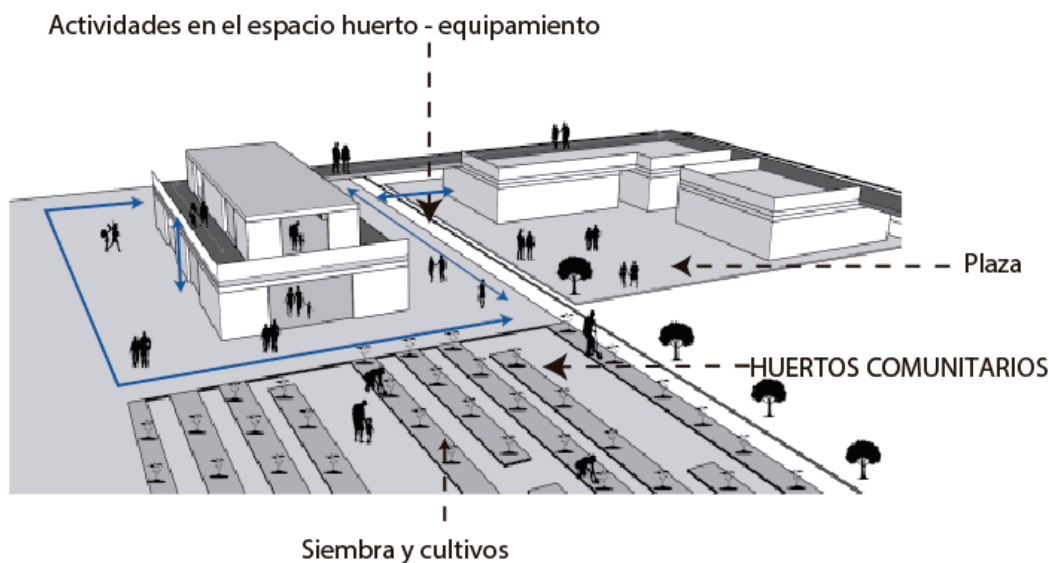 Actividades en el espacio huerto - equipamiento
Plaza
HUERTOS COMUNITARIOS
Siembra y cultivos